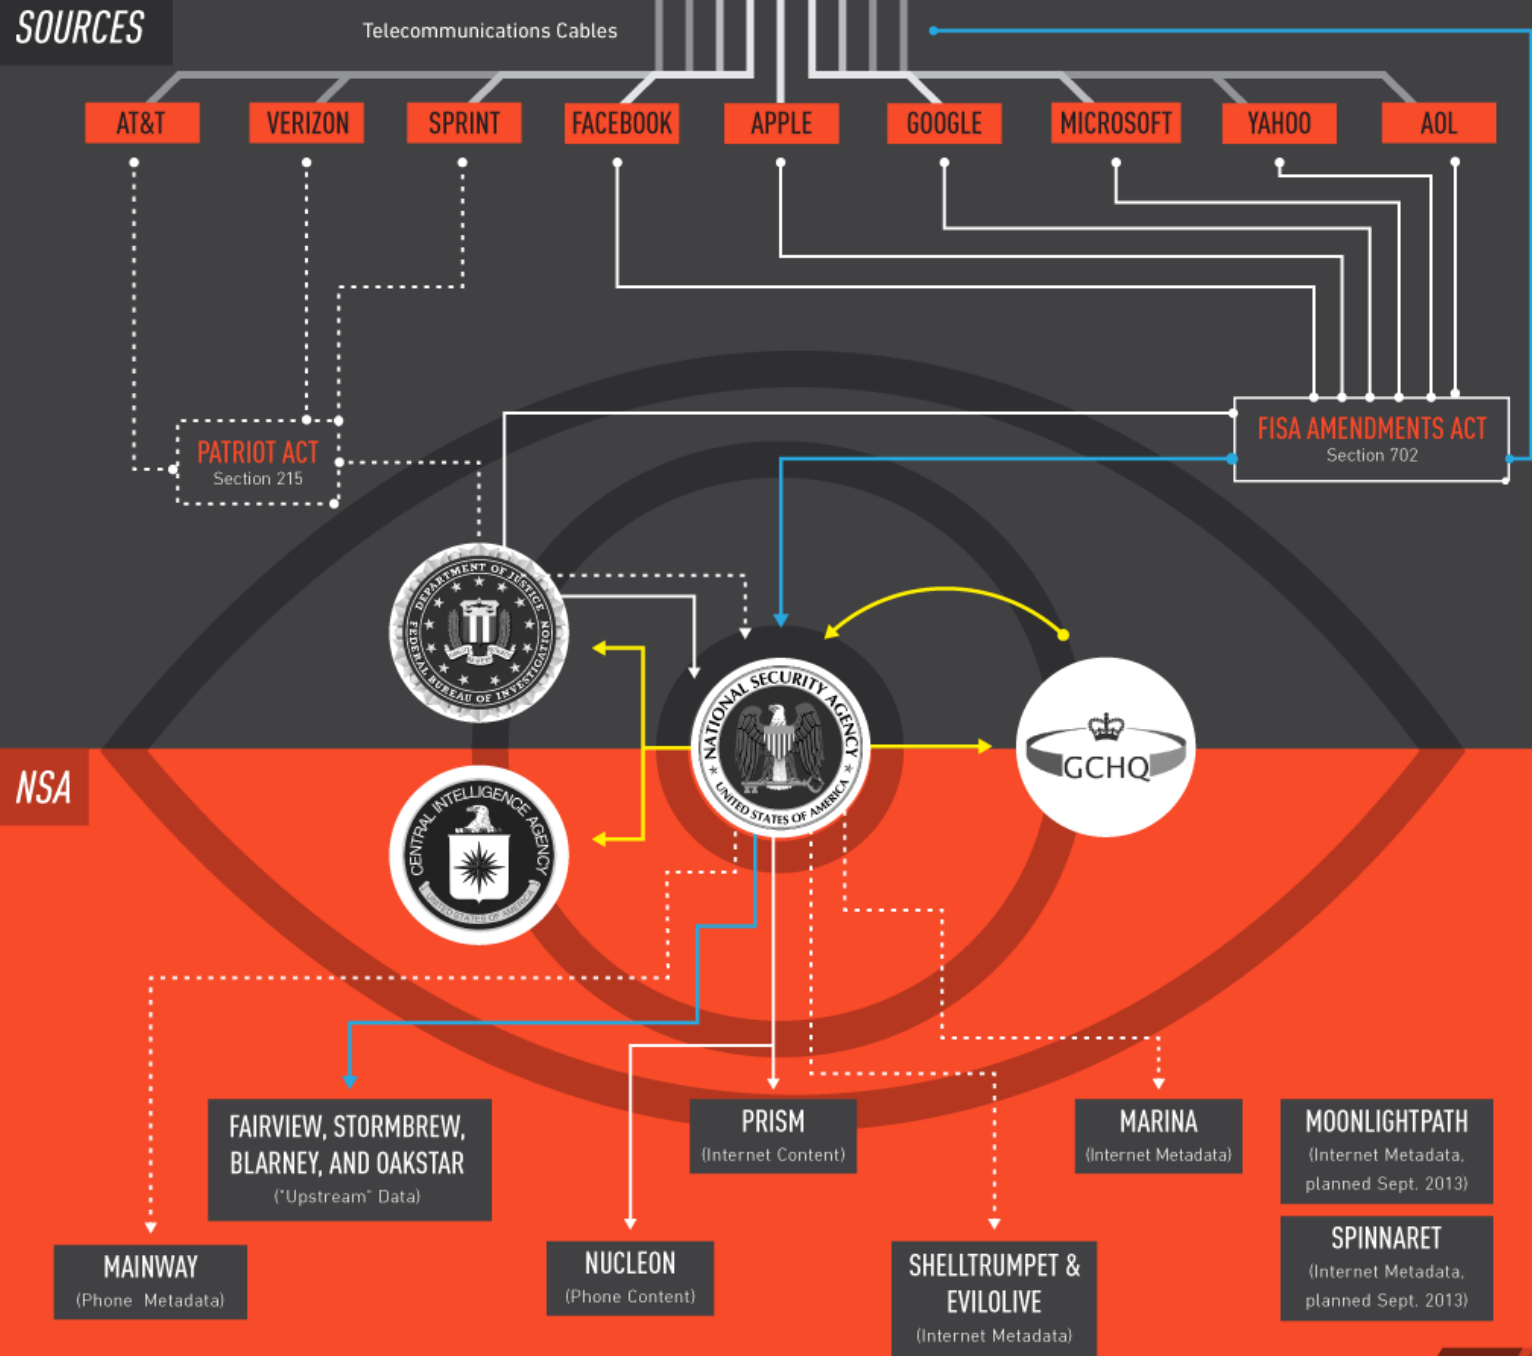 SOURCES
Telecommunications Cables
AT&T
VERIZON
SPRINT
FACEBOOK
APPLE
GOOGLE
MICROSOFT
YAHOO
AOL
PATRIOT ACT
Section 215
FISA AMENDMENTS ACT
Section 702
DEPARTMENT OF JUSTICE
FEDERAL BUREAU OF INVESTIGATION
NATIONAL SECURITY AGENCY
UNITED STATES OF AMERICA
GCHQ
NSA
CENTRAL INTELLIGENCE AGENCY
UNITED STATES OF AMERICA
FAIRVIEW, STORMBREW,
BLARNEY, AND OAKSTAR
("Upstream" Data)
PRISM
(Internet Content)
MARINA
(Internet Metadata)
MOONLIGHTPATH
(Internet Metadata,
planned Sept. 2013)
MAINWAY
(Phone Metadata)
NUCLEON
(Phone Content)
SHELLTRUMPET &
EVILOLIVE
(Internet Metadata)
SPINNARET
(Internet Metadata,
planned Sept. 2013)